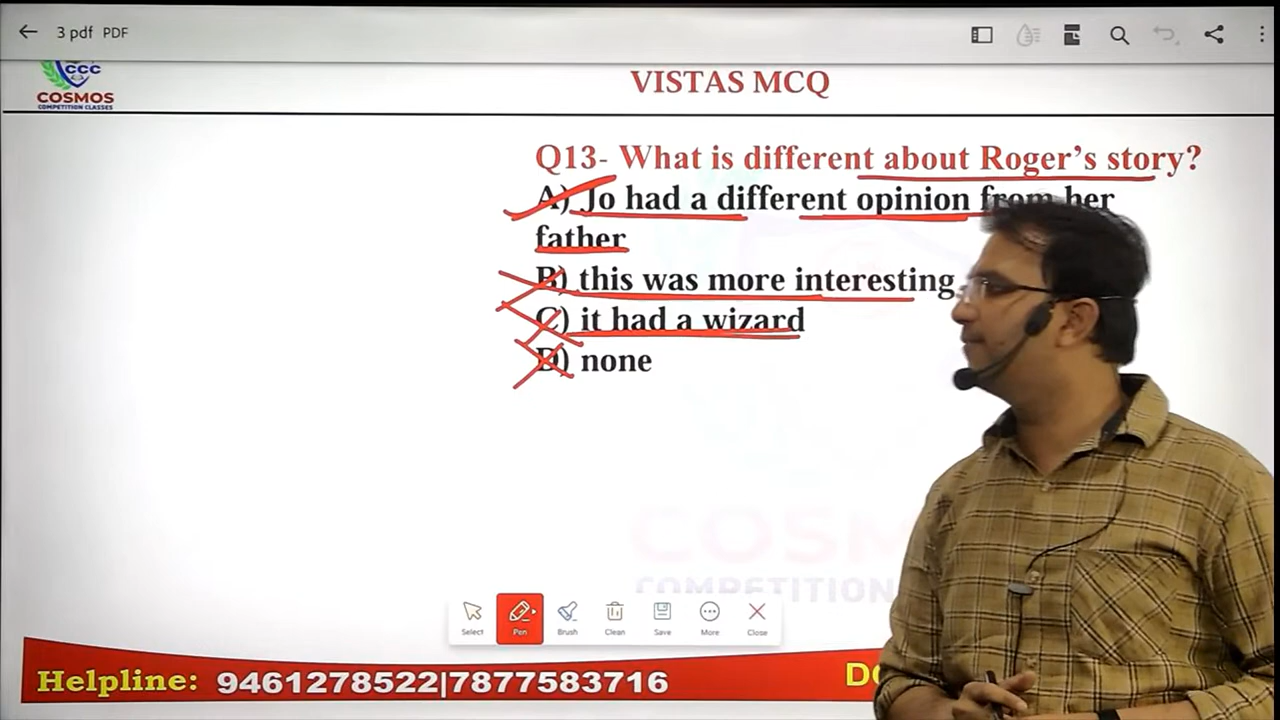 3 pdf PDF
CCC
COSMOS
COMPETITION CLASSES
VISTAS MCQ
Q13- What is different about Roger's story?
A) Jo had a different opinion from her
father
B) this was more interesting
C) it had a wizard
D) none
COSM
COMPETITION
Select Pen Brush Clean Save More Close
Helpline: 9461278522|7877583716